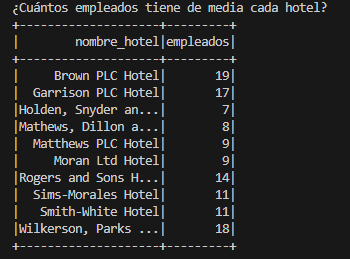 ¿Cuántos empleados tiene de media cada hotel?
+--------------------+---------+
|        nombre_hotel|empleados|
+--------------------+---------+
|     Brown PLC Hotel|       19|
|  Garrison PLC Hotel|       17|
|Holden, Snyder an...|        7|
|Mathews, Dillon a...|        8|
|  Matthews PLC Hotel|        9|
|     Moran Ltd Hotel|        9|
|Rogers and Sons H...|       14|
|  Sims-Morales Hotel|       11|
|   Smith-White Hotel|       11|
|Wilkerson, Parks ...|       18|
+--------------------+---------+